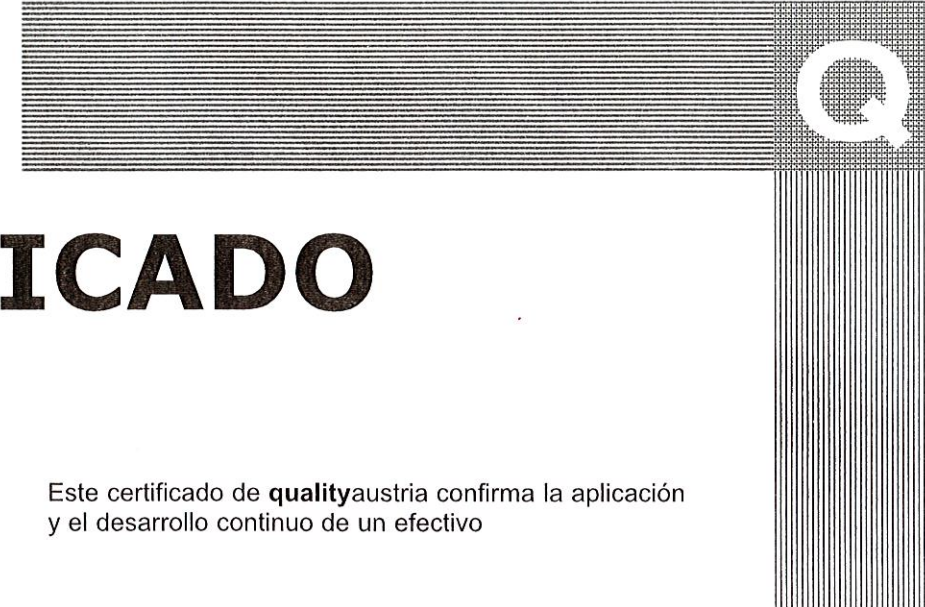 Q
ICADO
Este certificado de qualityaustria confirma la aplicación
y el desarrollo continuo de un efectivo